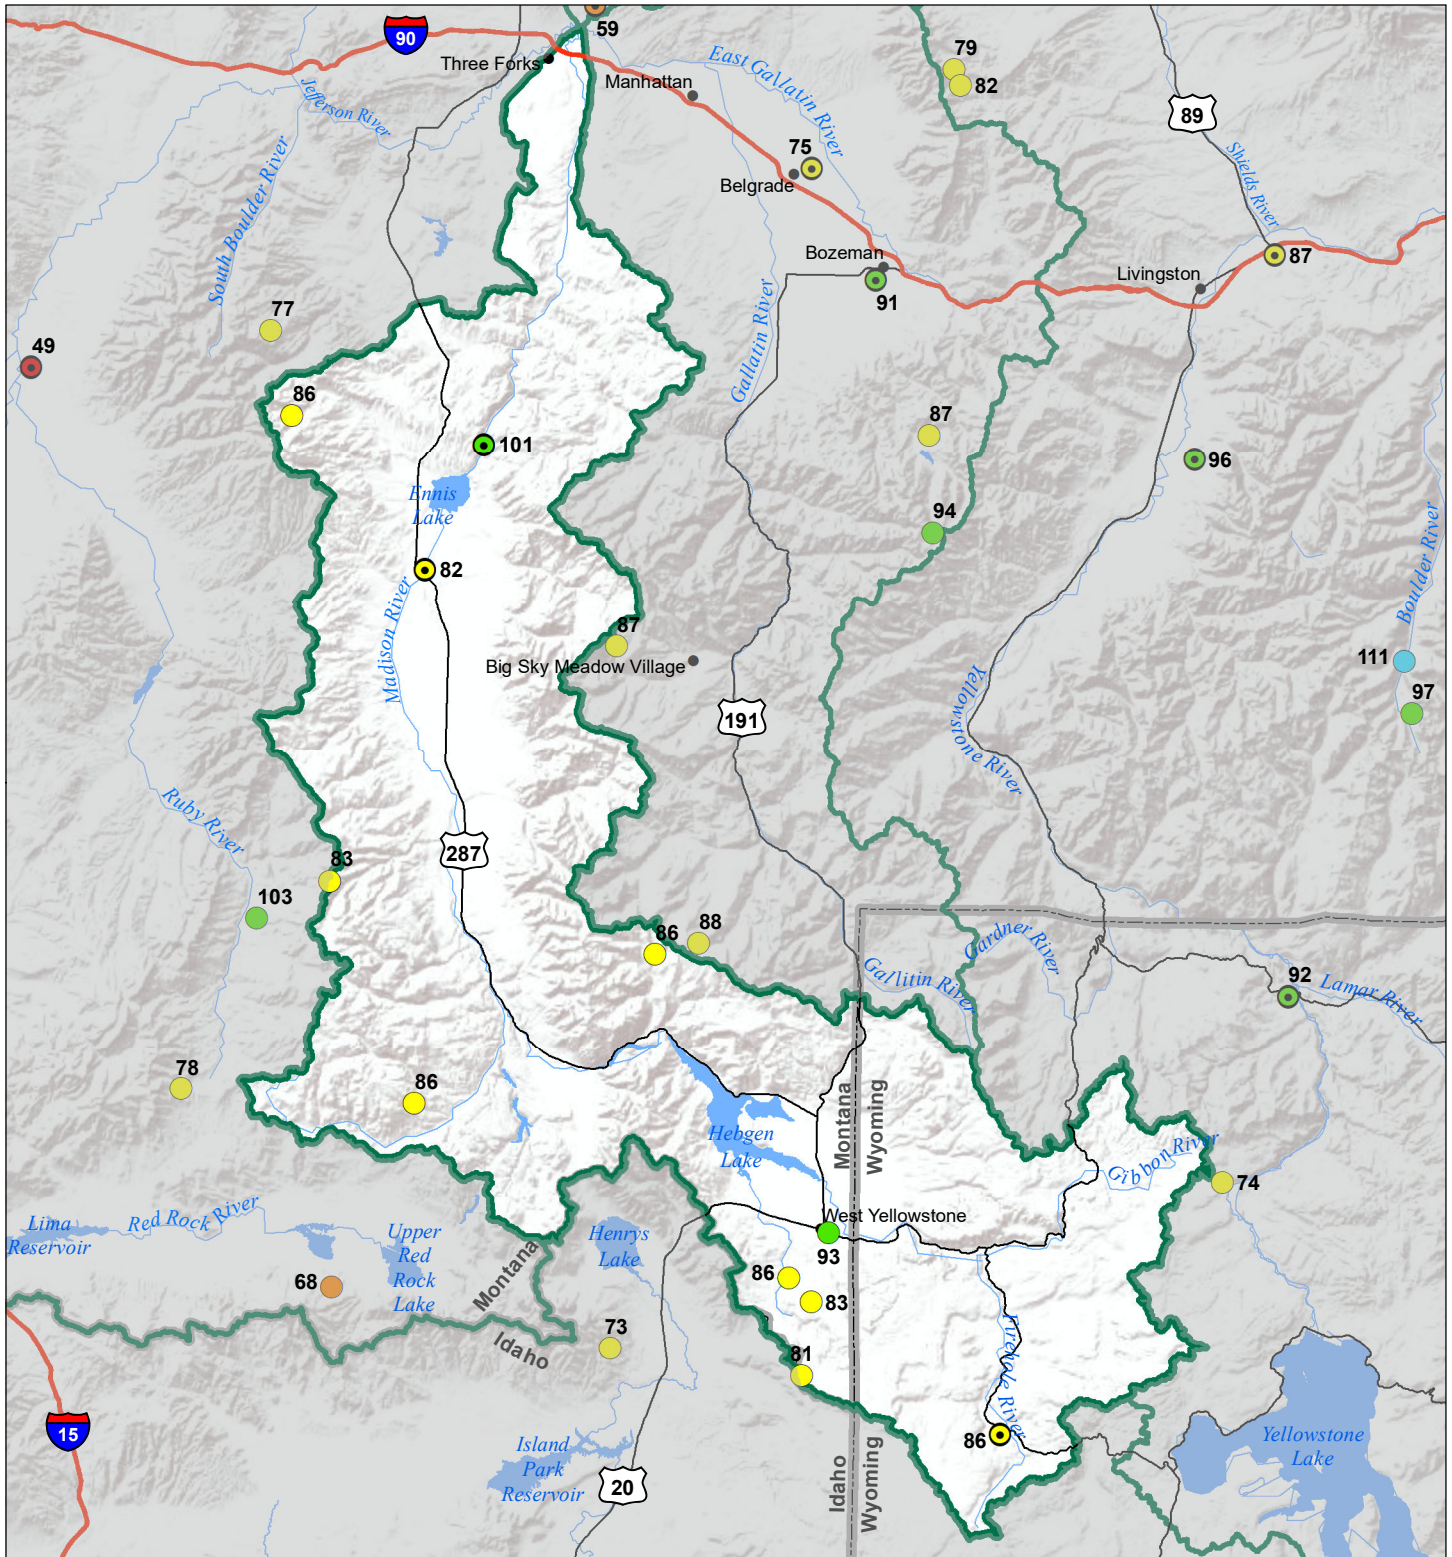 59
90
Three Forks
Manhattan
East Gallatin River
79
82
89
Jefferson River
South Boulder River
75
Belgrade
Shields River
Bozeman
91
Livingston
87
77
49
Gallatin River
86
101
87
96
Ennis
Lake
94
Boulder River
82
Madison River
87
Big Sky Meadow Village
111
97
191
Yellowstone River
Ruby River
287
83
103
86
88
Gardner River
Gallitin River
92
Lamar River
78
86
Montana
Wyoming
Hebgen
Lake
Gibbon River
74
Lima
Reservoir
Red Rock River
Upper
Red
Rock
Lake
Henrys
Lake
West Yellowstone
93
Montana
Idaho
68
86
83
73
81
Firehole River
15
Island
Park
Reservoir
20
Idaho
Wyoming
86
Yellowstone
Lake